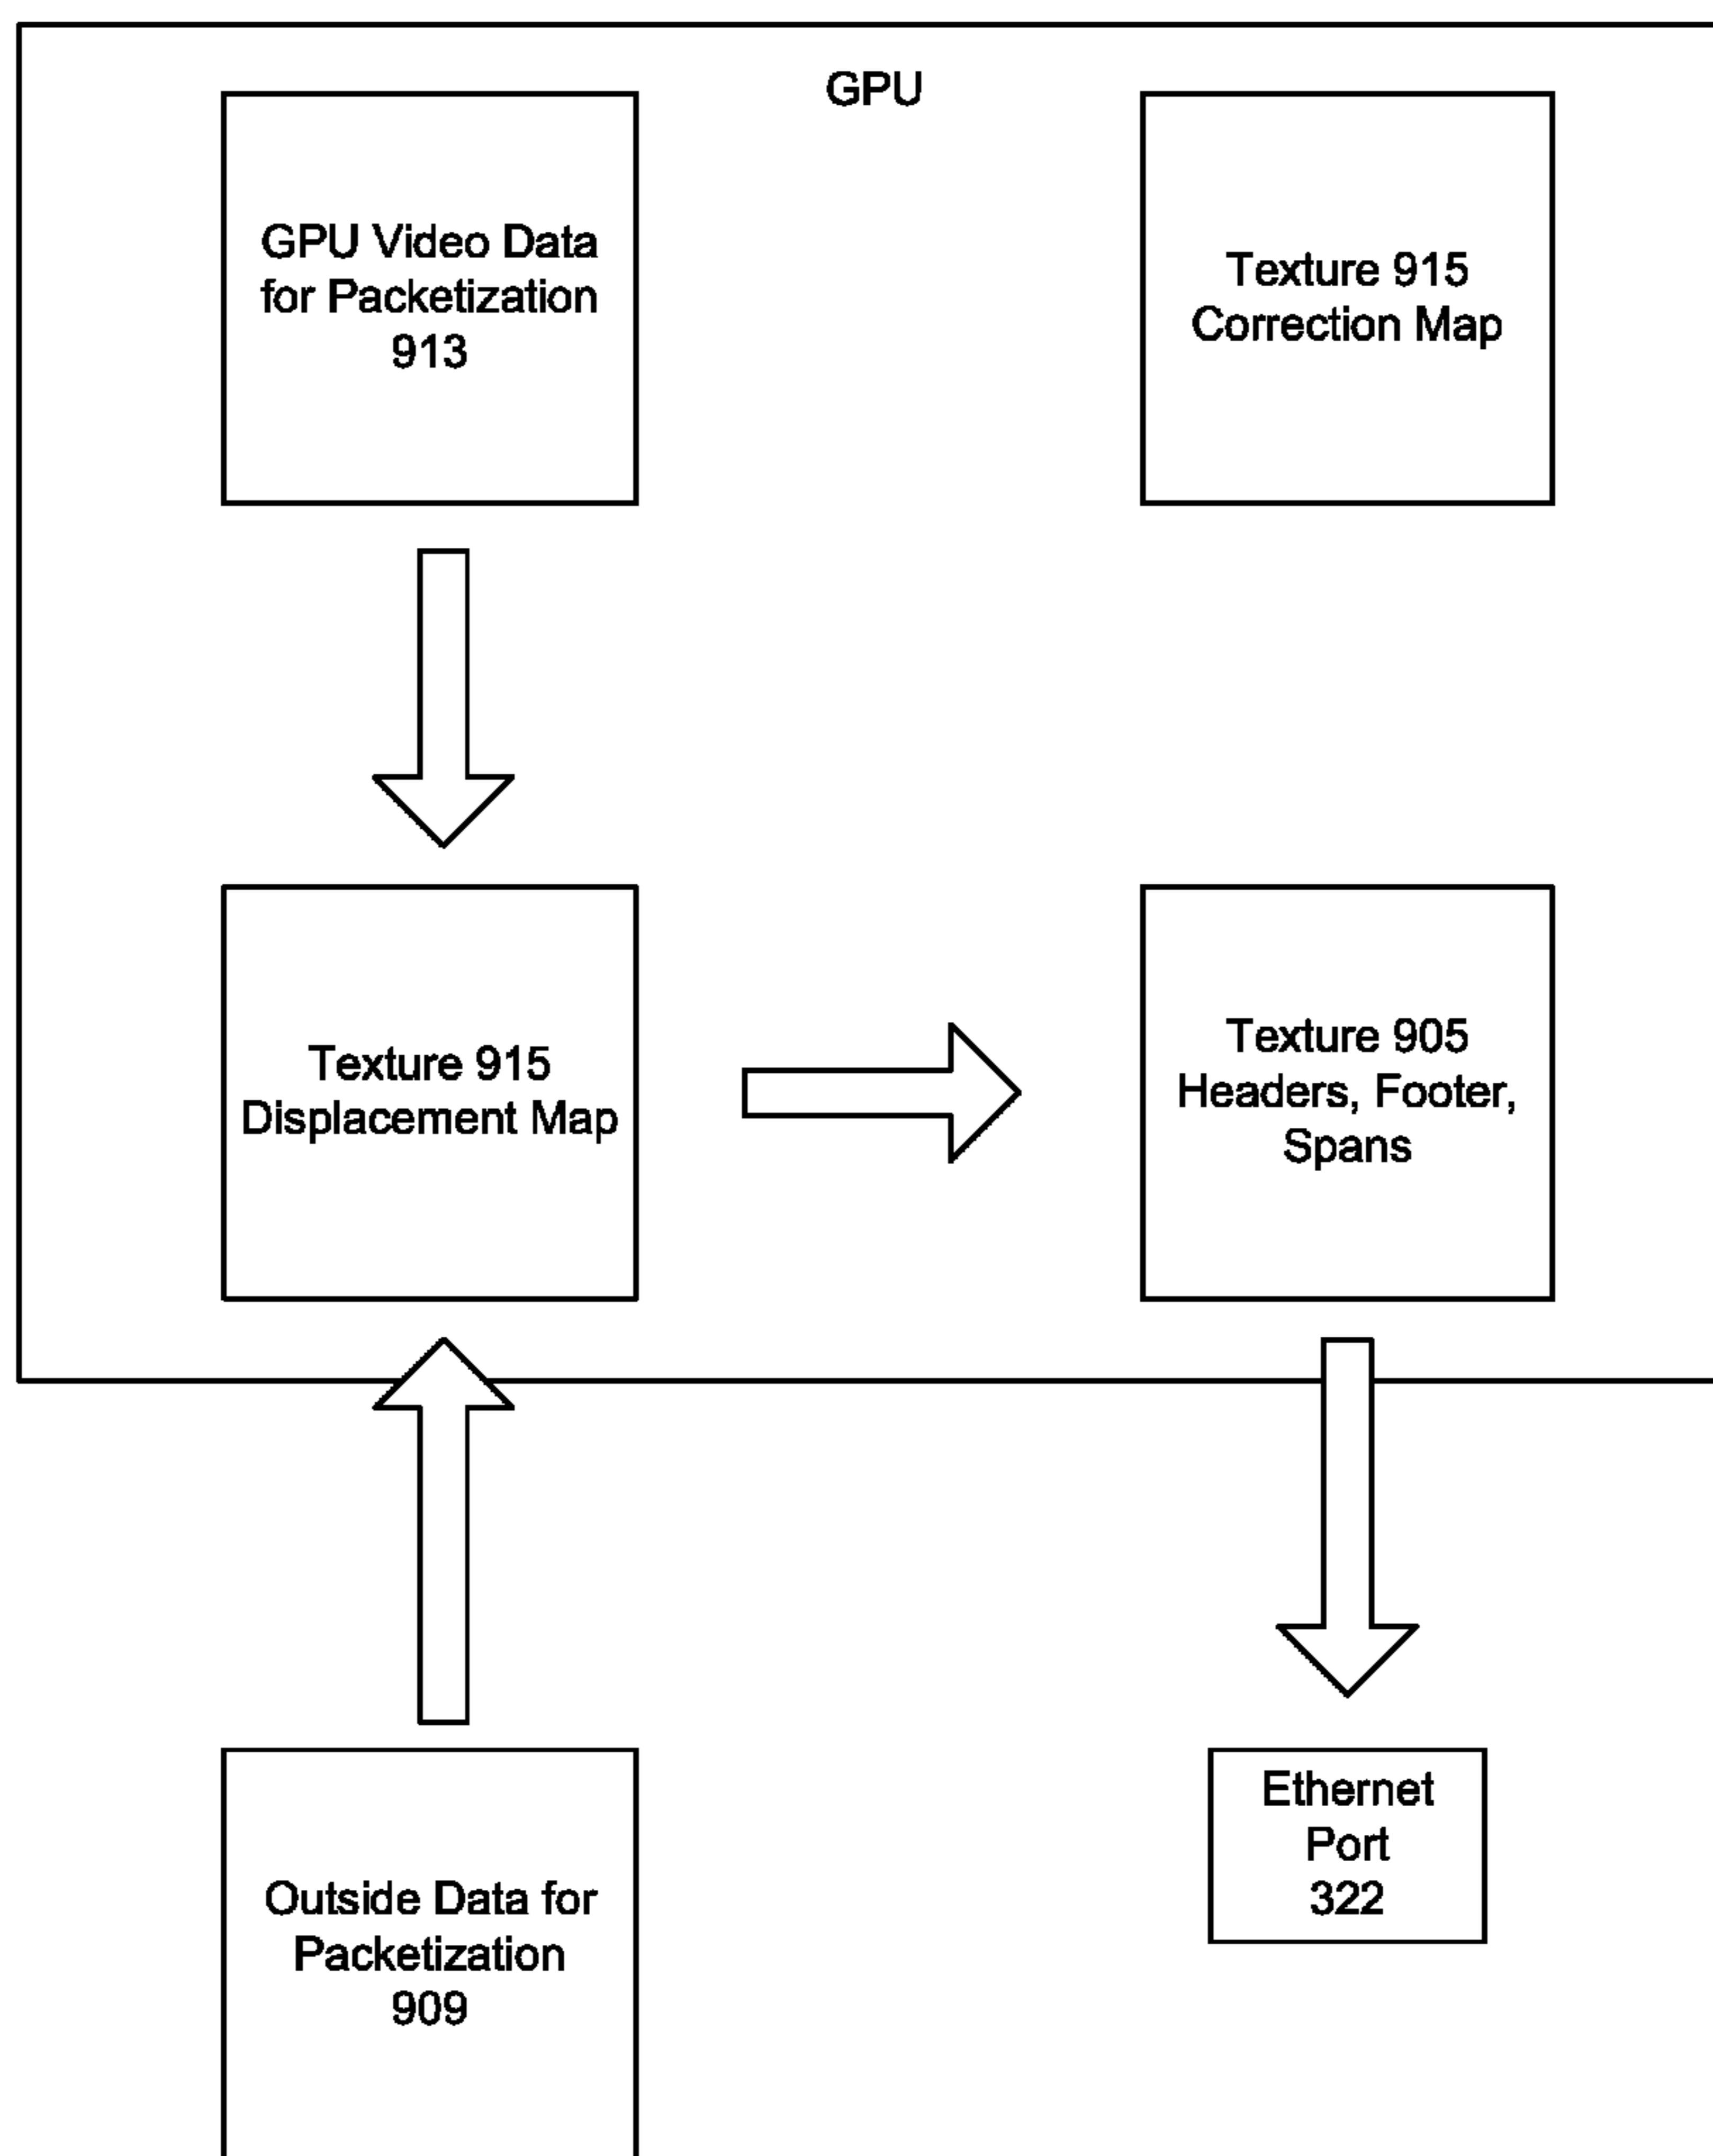 GPU
GPU Video Data
for Packetization
913
Texture 915
Correction Map
Texture 915
Displacement Map
Texture 905
Headers, Footer,
Spans
Outside Data for
Packetization
909
Ethernet
Port
322